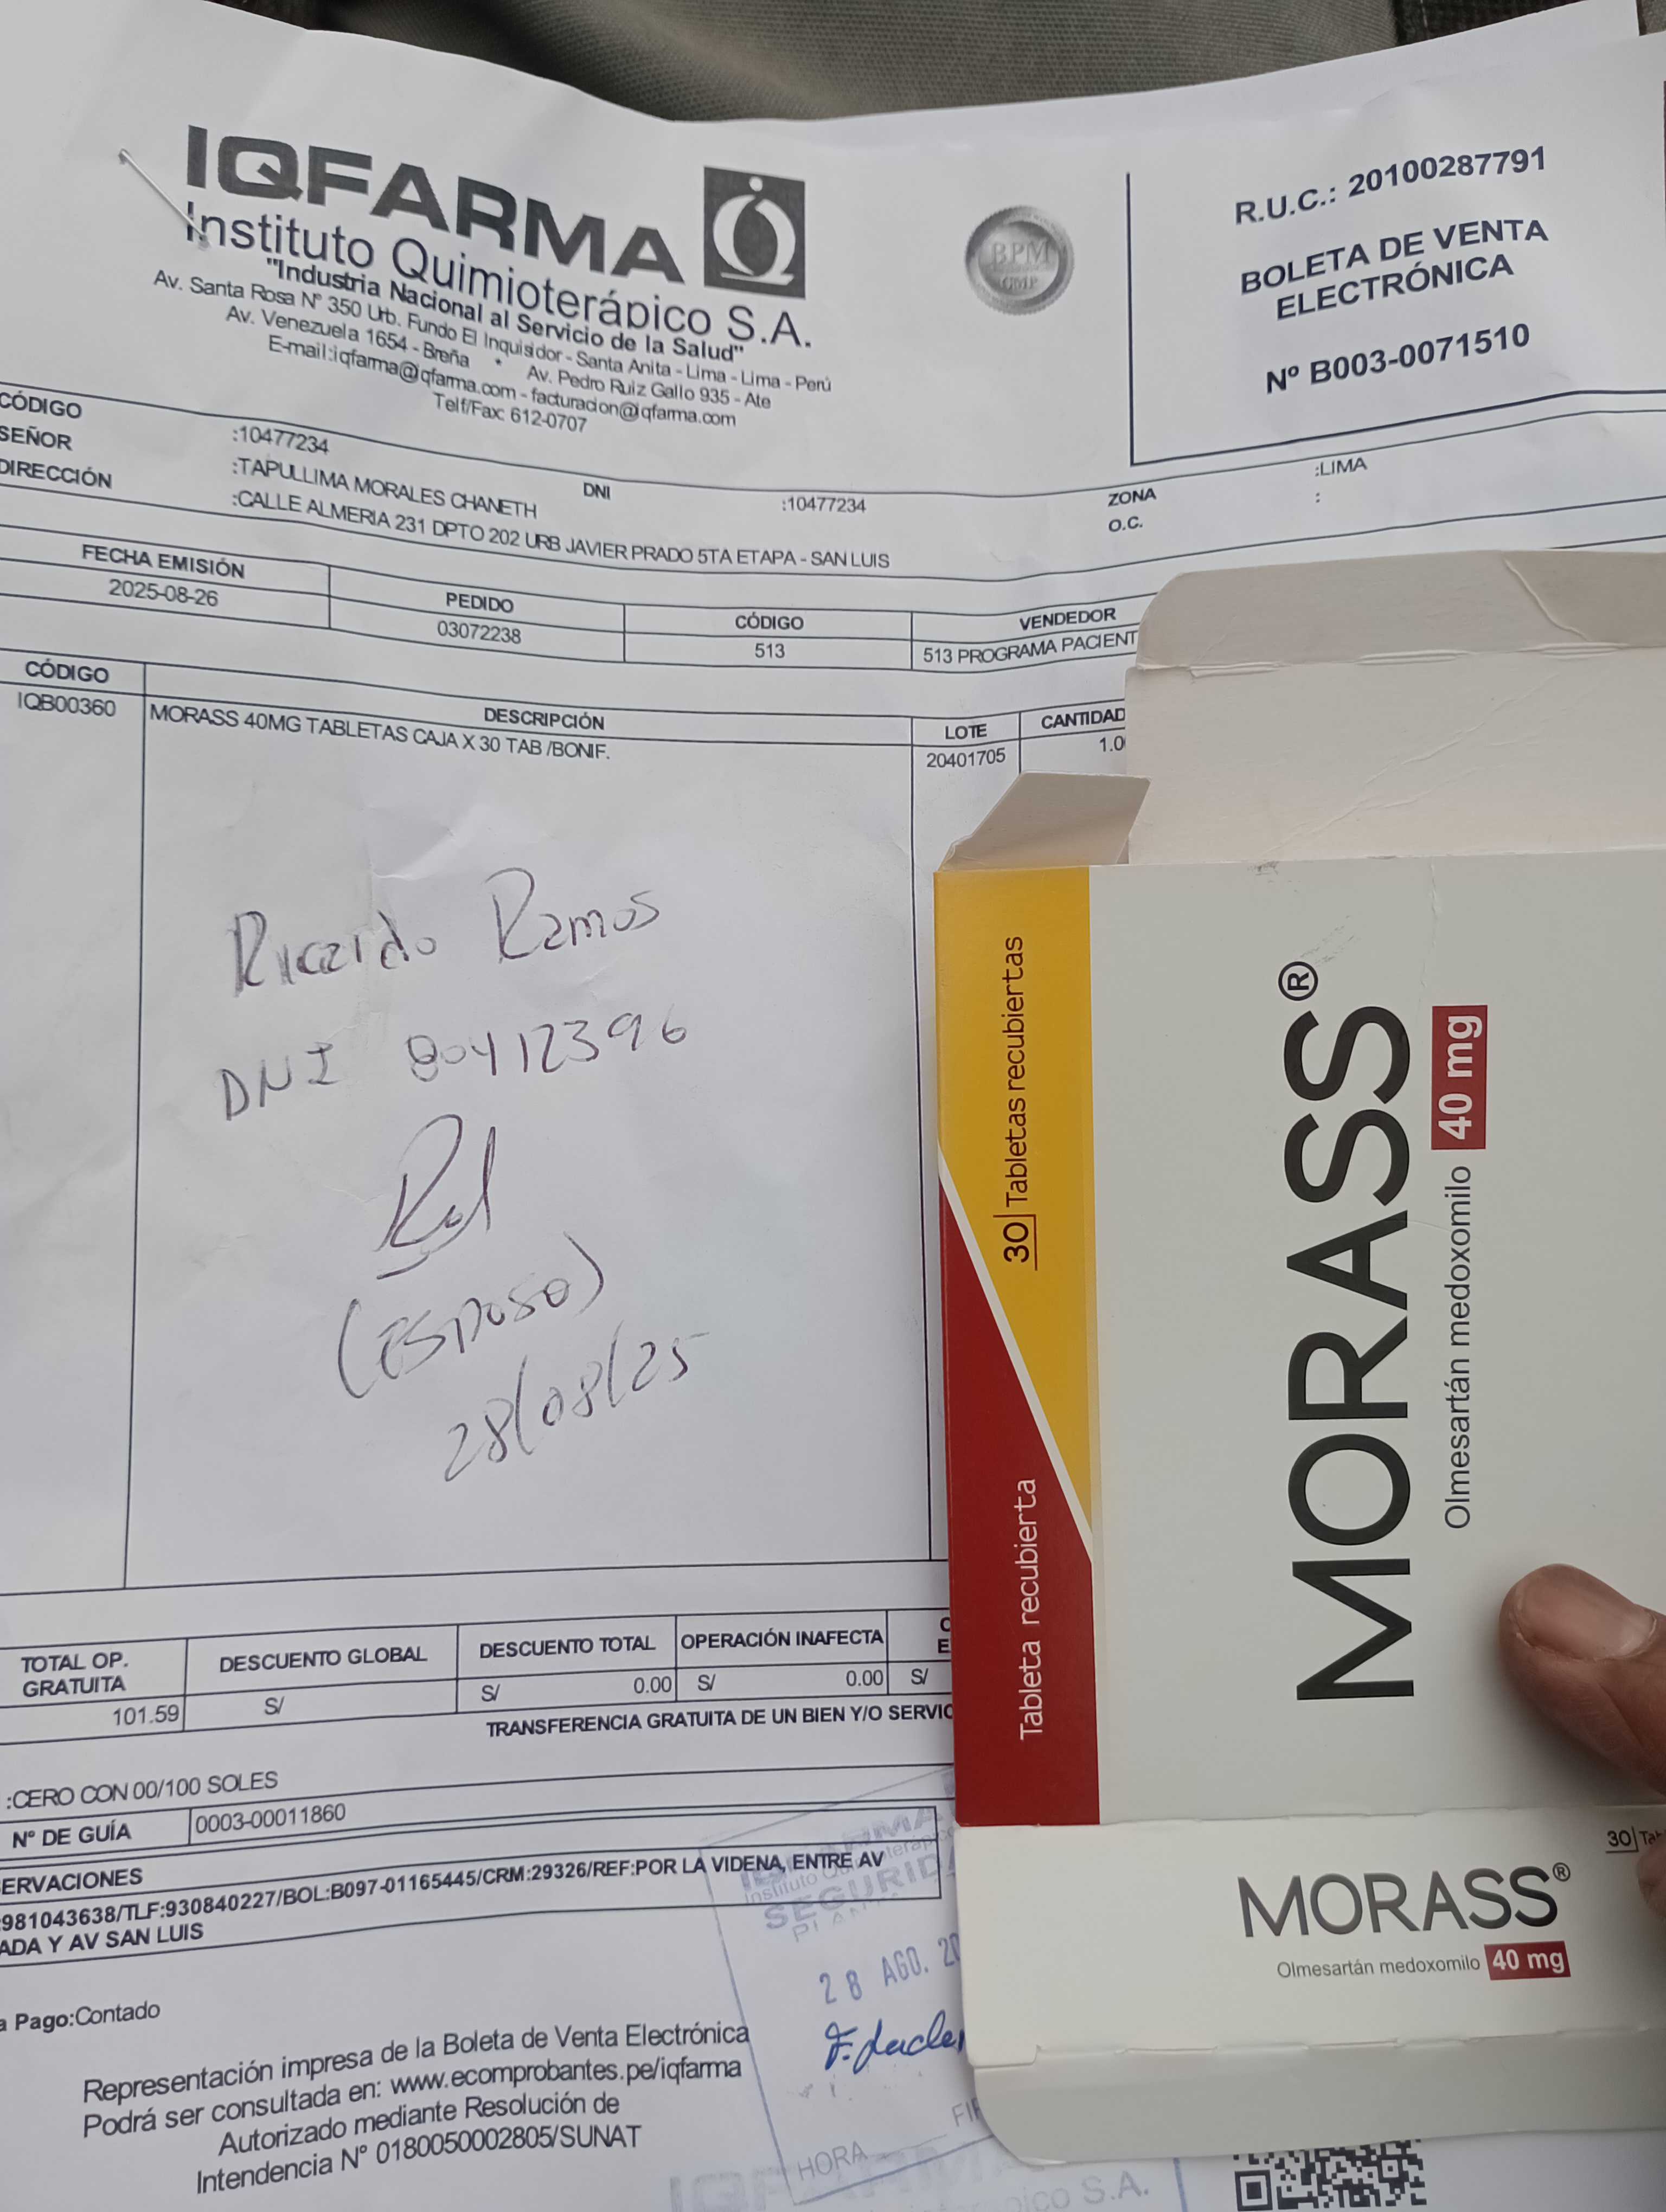 IQFARMA
Instituto Quimioterápico S.A.
"Industria Nacional al Servicio de la Salud"
Av. Santa Rosa N° 350 Urb. Fundo El Inquisidor - Santa Anita - Lima - Lima - Perú
Av. Venezuela 1654 - Breña * Av. Pedro Ruiz Gallo 935 - Ate
E-mail:iqfarma@iqfarma.com - facturacion@iqfarma.com
Telf/Fax: 612-0707
BPM
GMP
R.U.C.: 20100287791
BOLETA DE VENTA
ELECTRÓNICA
Nº B003-0071510
CÓDIGO :10477234 DNI :10477234 ZONA :LIMA
SEÑOR :TAPULLIMA MORALES CHANETH O.C. :
DIRECCIÓN :CALLE ALMERIA 231 DPTO 202 URB JAVIER PRADO 5TA ETAPA - SAN LUIS
FECHA EMISIÓN PEDIDO CÓDIGO VENDEDOR
2025-08-26 03072238 513 513 PROGRAMA PACIENT
CÓDIGO DESCRIPCIÓN LOTE CANTIDAD
IQB00360 MORASS 40MG TABLETAS CAJA X 30 TAB /BONIF. 20401705 1.0
Ricardo Ramos
DNI 80412396
(Esposo)
28/08/25
30 Tabletas recubiertas
Tableta recubierta
MORASS®
Olmesartán medoxomilo 40 mg
TOTAL OP. GRATUITA DESCUENTO GLOBAL DESCUENTO TOTAL OPERACIÓN INAFECTA
101.59 S/ S/ 0.00 S/ 0.00 S/
TRANSFERENCIA GRATUITA DE UN BIEN Y/O SERVIC
:CERO CON 00/100 SOLES
Nº DE GUÍA 0003-00011860
ERVACIONES
981043638/TLF:930840227/BOL:B097-01165445/CRM:29326/REF:POR LA VIDENA, ENTRE AV
ADA Y AV SAN LUIS
30 Tab
MORASS®
Olmesartán medoxomilo 40 mg
28 AGO. 20
HORA
a Pago:Contado
Representación impresa de la Boleta de Venta Electrónica
Podrá ser consultada en: www.ecomprobantes.pe/iqfarma
Autorizado mediante Resolución de
Intendencia N° 0180050002805/SUNAT